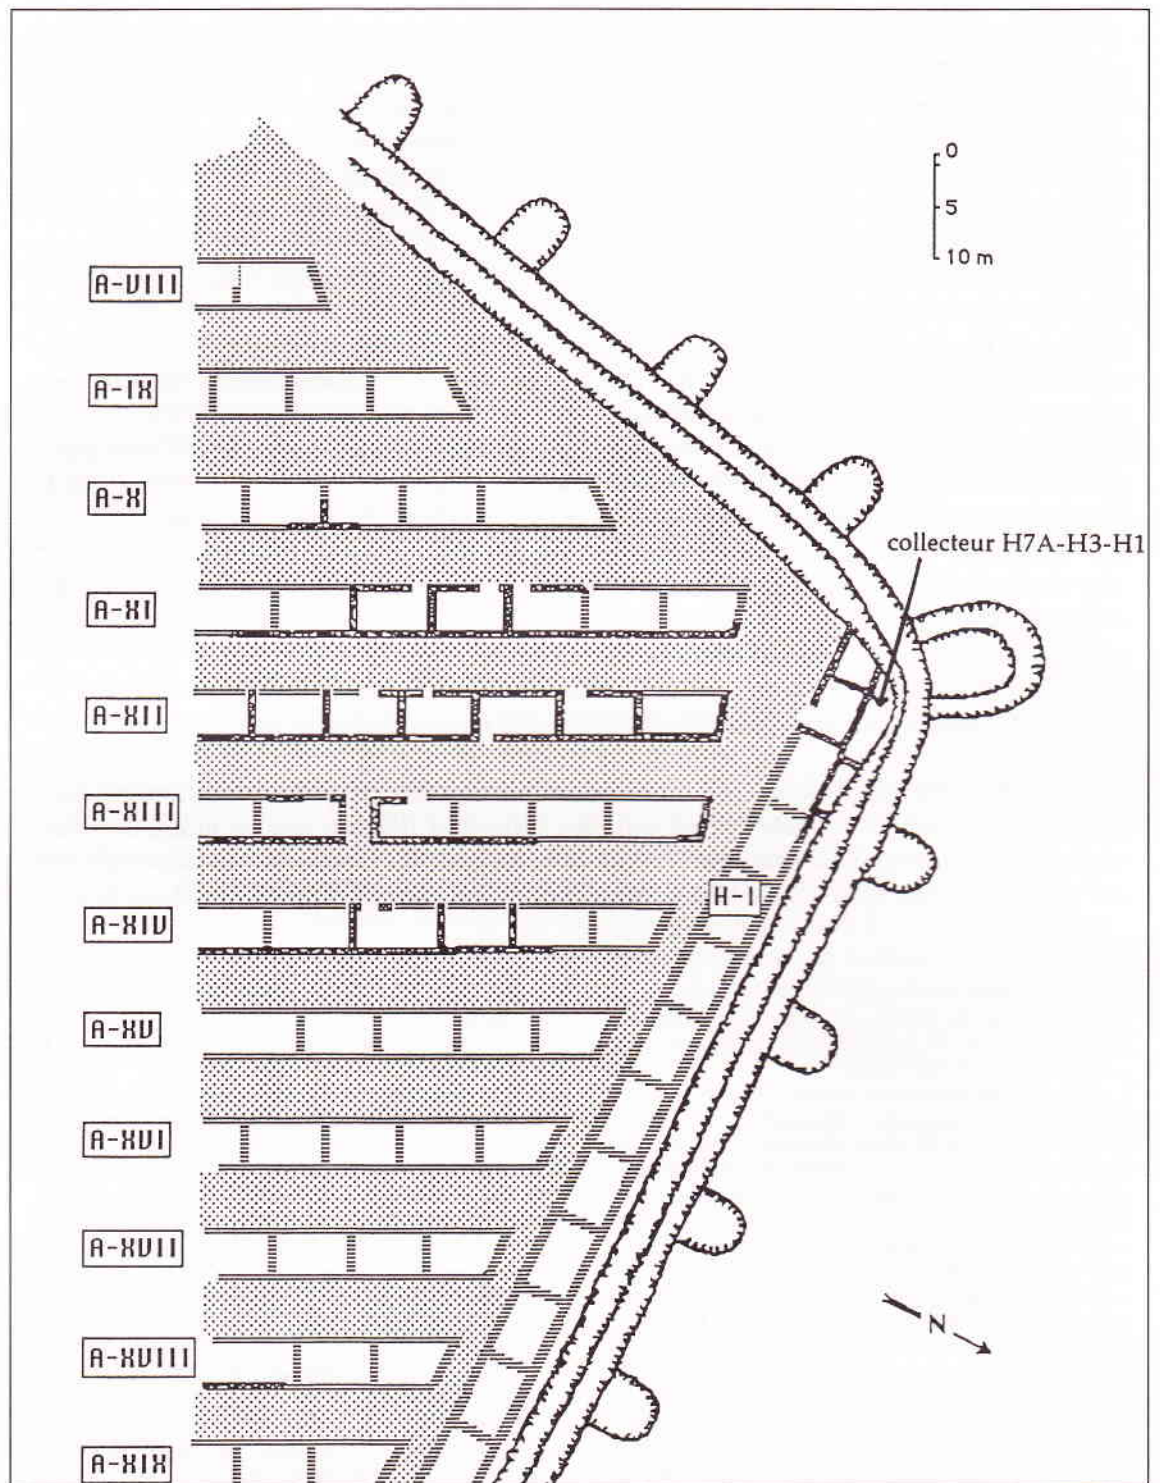 0
5
10 m
A-VIII
A-IX
A-X
collecteur H7A-H3-H1
A-XI
A-XII
A-XIII
H-I
A-XIV
A-XV
A-XVI
A-XVII
N
A-XVIII
A-XIX